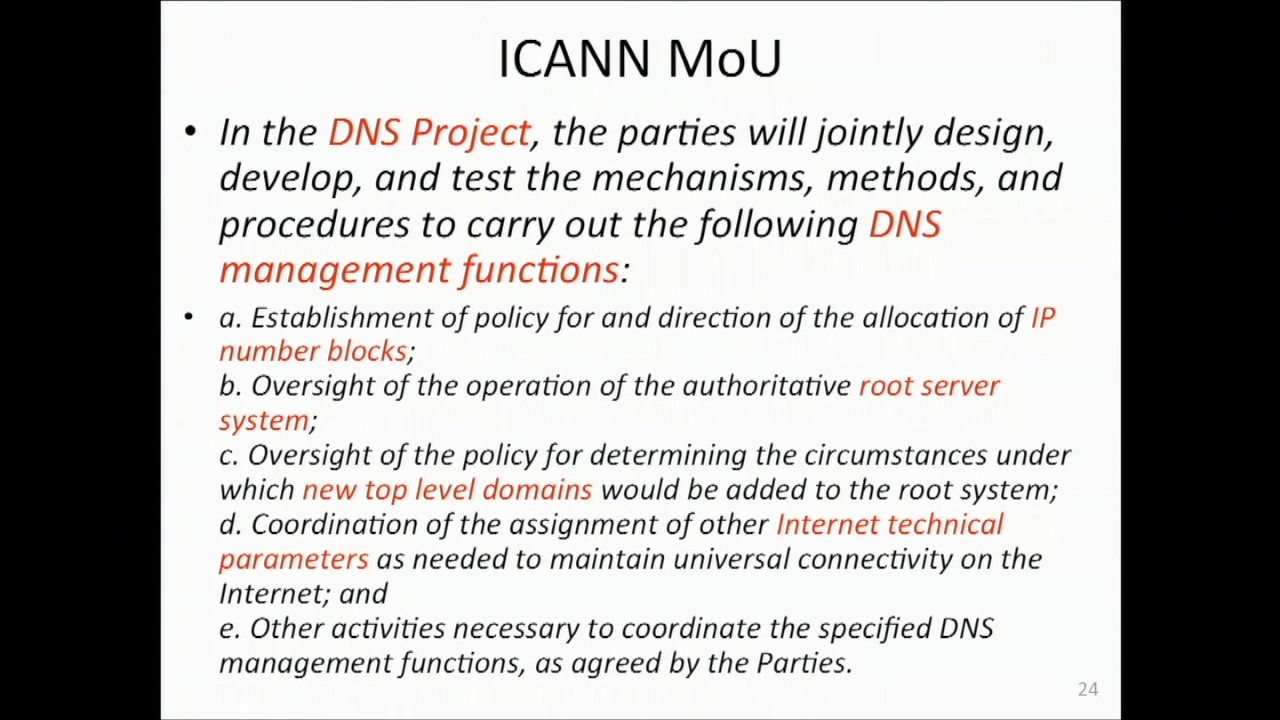 ICANN MoU
• In the DNS Project, the parties will jointly design,
develop, and test the mechanisms, methods, and
procedures to carry out the following DNS
management functions:
• a. Establishment of policy for and direction of the allocation of IP
number blocks;
b. Oversight of the operation of the authoritative root server
system;
c. Oversight of the policy for determining the circumstances under
which new top level domains would be added to the root system;
d. Coordination of the assignment of other Internet technical
parameters as needed to maintain universal connectivity on the
Internet; and
e. Other activities necessary to coordinate the specified DNS
management functions, as agreed by the Parties.
24